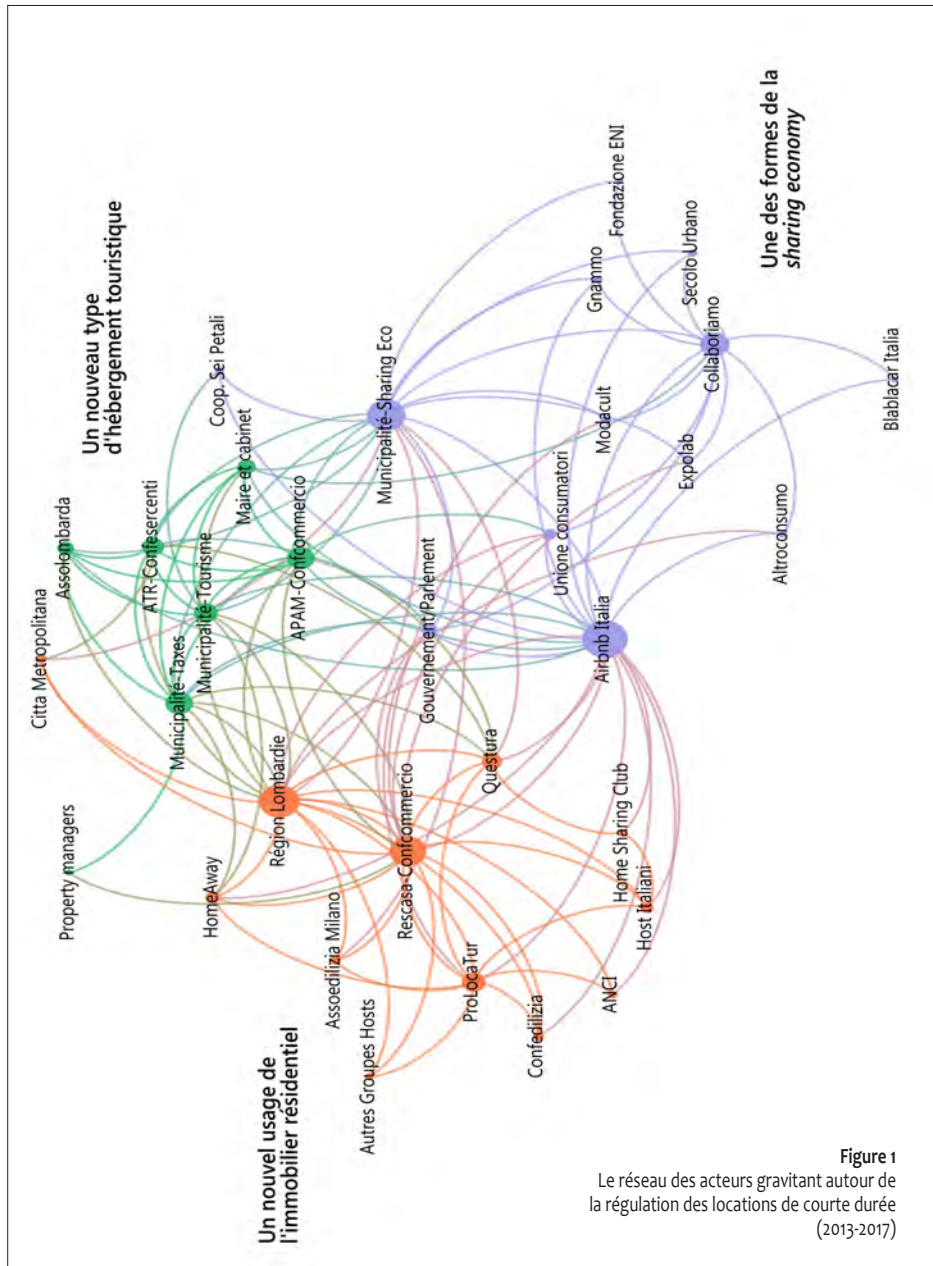 Un nouveau type
d'hébergement touristique
Une des formes de la
sharing economy
Un nouvel usage de
l'immobilier résidentiel
Citta Metropolitana
Assolombarda
Property managers
ATR-Confesercenti
Coop. Sei Petali
Maire et cabinet
Municipalité-Taxes
Municipalité-Tourisme
APAM-Confcommercio
HomeAway
Région Lombardie
Municipalité-Sharing Eco
Fondazione ENI
Gnammo
Secolo Urbano
Gouvernement/Parlement
Assoedilizia Milano
Rescasa-Confcommercio
Questura
Unione consumatori
Modacult
Collaboriamo
Autres Groupes Hosts
ProLocaTur
Airbnb Italia
Expolab
Confedilizia
Home Sharing Club
Host Italiani
ANCI
Altroconsumo
Blablacar Italia
Figure 1
Le réseau des acteurs gravitant autour de
la régulation des locations de courte durée
(2013-2017)